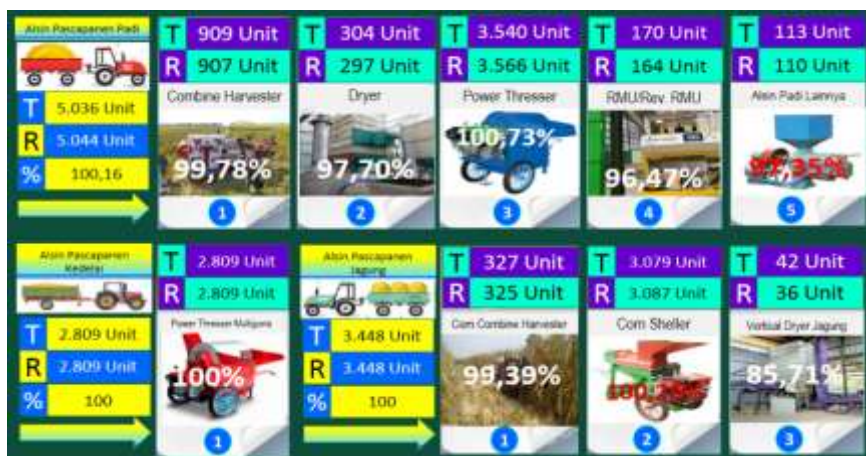 Alsin Pascapanen Padi
T 5.036 Unit
R 5.044 Unit
% 100,16
T 909 Unit
R 907 Unit
Combine Harvester
99,78%
1
T 304 Unit
R 297 Unit
Dryer
97,70%
2
T 3.540 Unit
R 3.566 Unit
Power Thresser
100,73%
3
T 170 Unit
R 164 Unit
RMU/Rev. RMU
96,47%
4
T 113 Unit
R 110 Unit
Alsin Padi Lainnya
97,35%
5
Alsin Pascapanen
Kedelai
T 2.809 Unit
R 2.809 Unit
% 100
T 2.809 Unit
R 2.809 Unit
Power Thresser Multiguna
100%
1
Alsin Pascapanen
Jagung
T 3.448 Unit
R 3.448 Unit
% 100
T 327 Unit
R 325 Unit
Corn Combine Harvester
99,39%
1
T 3.079 Unit
R 3.087 Unit
Corn Sheller
2
T 42 Unit
R 36 Unit
Vertical Dryer Jagung
85,71%
3